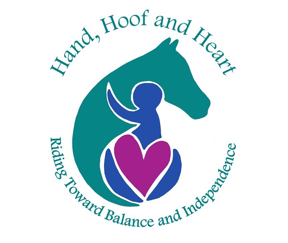 Hand, Hoof and Heart
Riding Toward Balance and Independence